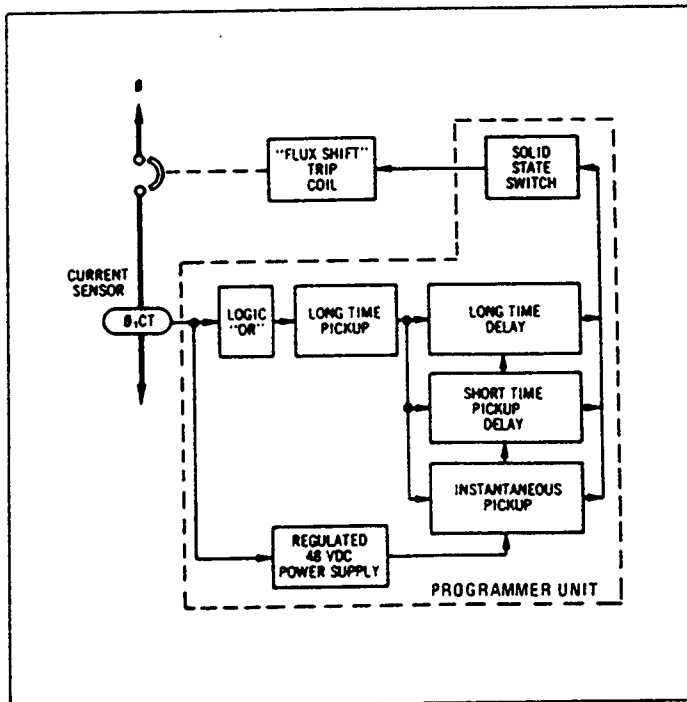 ø
"FLUX SHIFT"
TRIP
COIL
SOLID
STATE
SWITCH
CURRENT
SENSOR
ø₁CT
LOGIC
"OR"
LONG TIME
PICKUP
LONG TIME
DELAY
SHORT TIME
PICKUP
DELAY
INSTANTANEOUS
PICKUP
REGULATED
48 VDC
POWER SUPPLY
PROGRAMMER UNIT